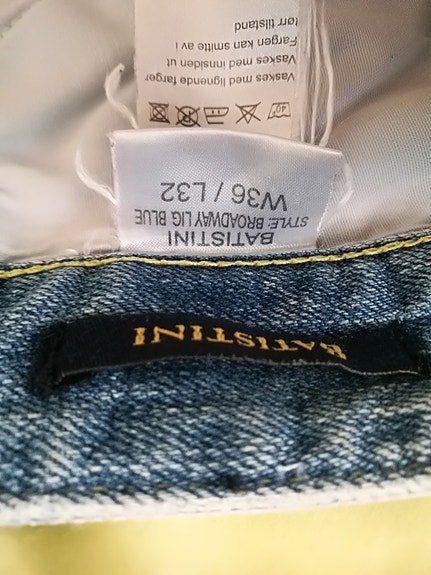 BATISTINI
BATISTINI
STYLE: BROADWAY LIG BLUE
W36 / L32
40°
Vaskes med lignende farger
Vaskes med innsiden ut
Fargen kan smitte av i
tørr tilstand